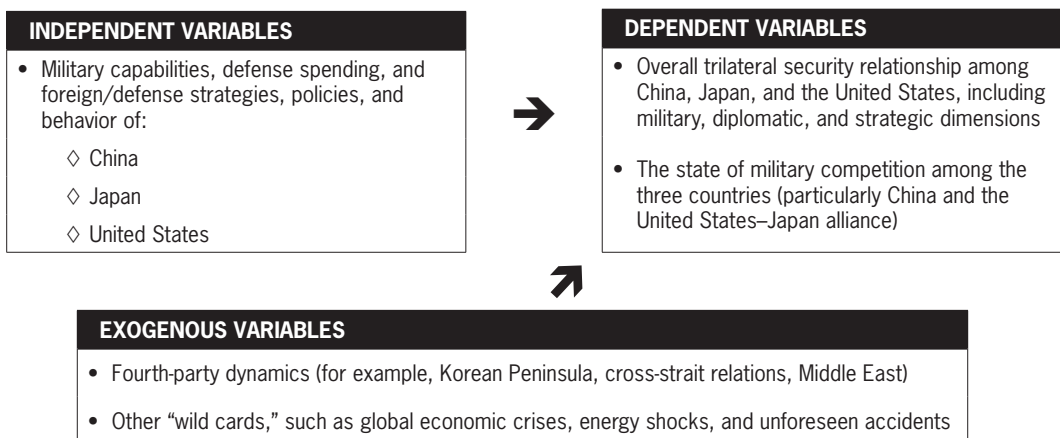 INDEPENDENT VARIABLES
• Military capabilities, defense spending, and
foreign/defense strategies, policies, and
behavior of:
◊ China
◊ Japan
◊ United States
DEPENDENT VARIABLES
• Overall trilateral security relationship among
China, Japan, and the United States, including
military, diplomatic, and strategic dimensions
• The state of military competition among the
three countries (particularly China and the
United States–Japan alliance)
EXOGENOUS VARIABLES
• Fourth-party dynamics (for example, Korean Peninsula, cross-strait relations, Middle East)
• Other “wild cards,” such as global economic crises, energy shocks, and unforeseen accidents